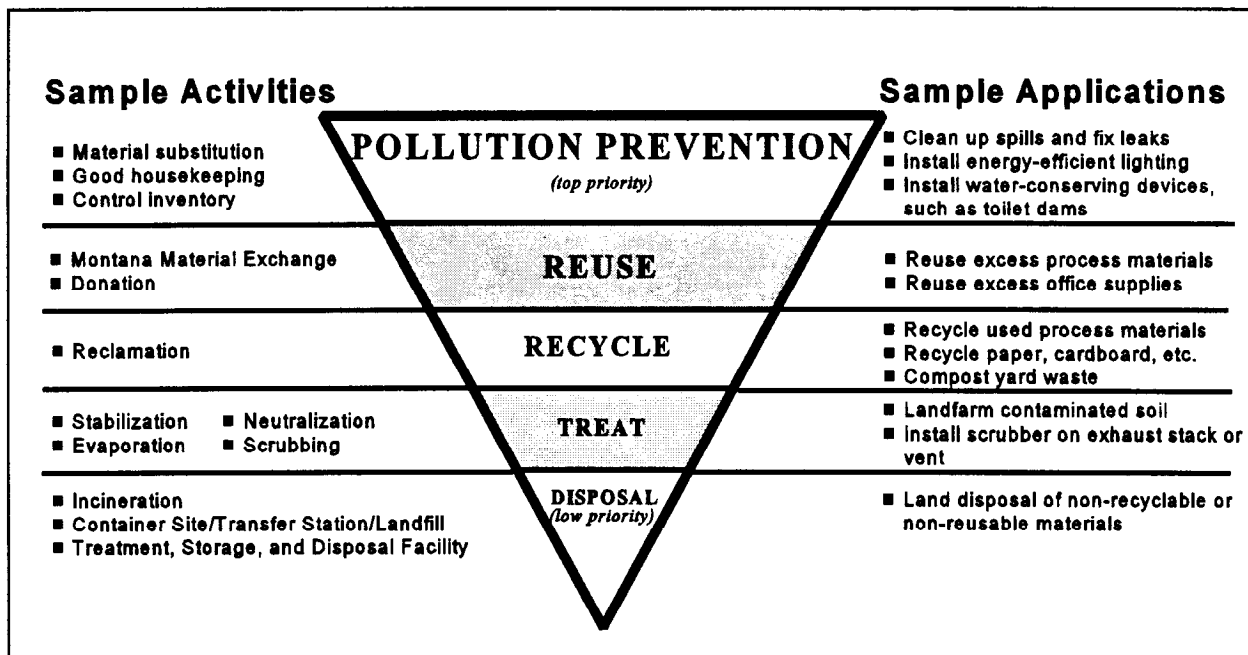 Sample Activities
Sample Applications
■ Material substitution
■ Good housekeeping
■ Control inventory
POLLUTION PREVENTION
(top priority)
■ Clean up spills and fix leaks
■ Install energy-efficient lighting
■ Install water-conserving devices,
such as toilet dams
■ Montana Material Exchange
■ Donation
REUSE
■ Reuse excess process materials
■ Reuse excess office supplies
■ Reclamation
RECYCLE
■ Recycle used process materials
■ Recycle paper, cardboard, etc.
■ Compost yard waste
■ Stabilization ■ Neutralization
■ Evaporation ■ Scrubbing
TREAT
■ Landfarm contaminated soil
■ Install scrubber on exhaust stack or
vent
■ Incineration
■ Container Site/Transfer Station/Landfill
■ Treatment, Storage, and Disposal Facility
DISPOSAL
(low priority)
■ Land disposal of non-recyclable or
non-reusable materials